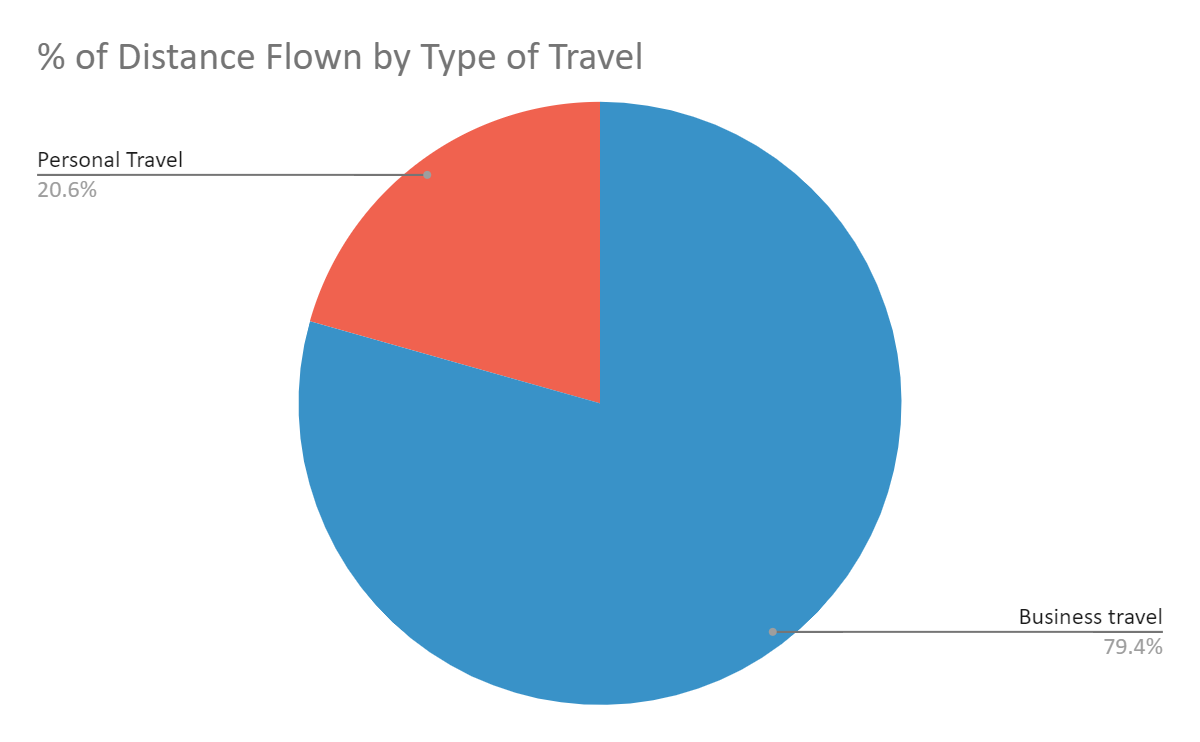 % of Distance Flown by Type of Travel
Personal Travel
20.6%
Business travel
79.4%